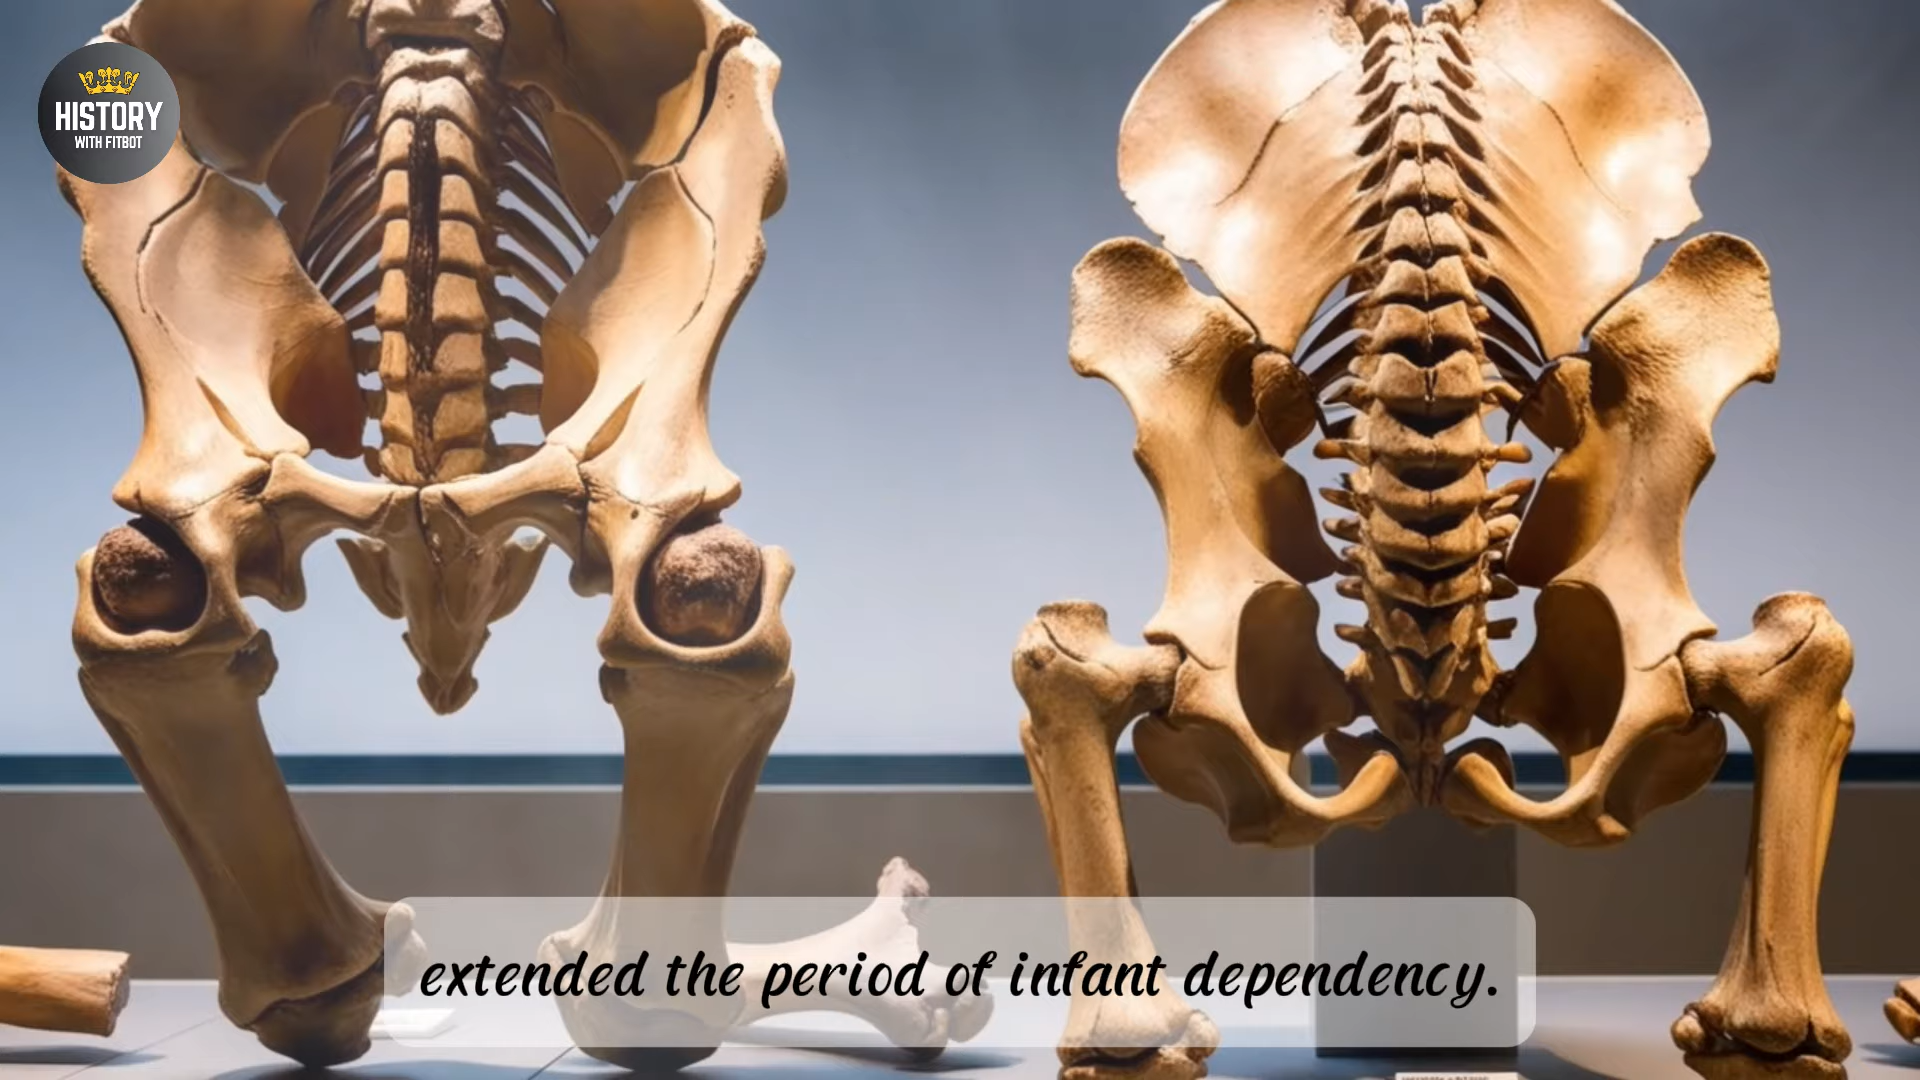 HISTORY
WITH FITBOT
extended the period of infant dependency.